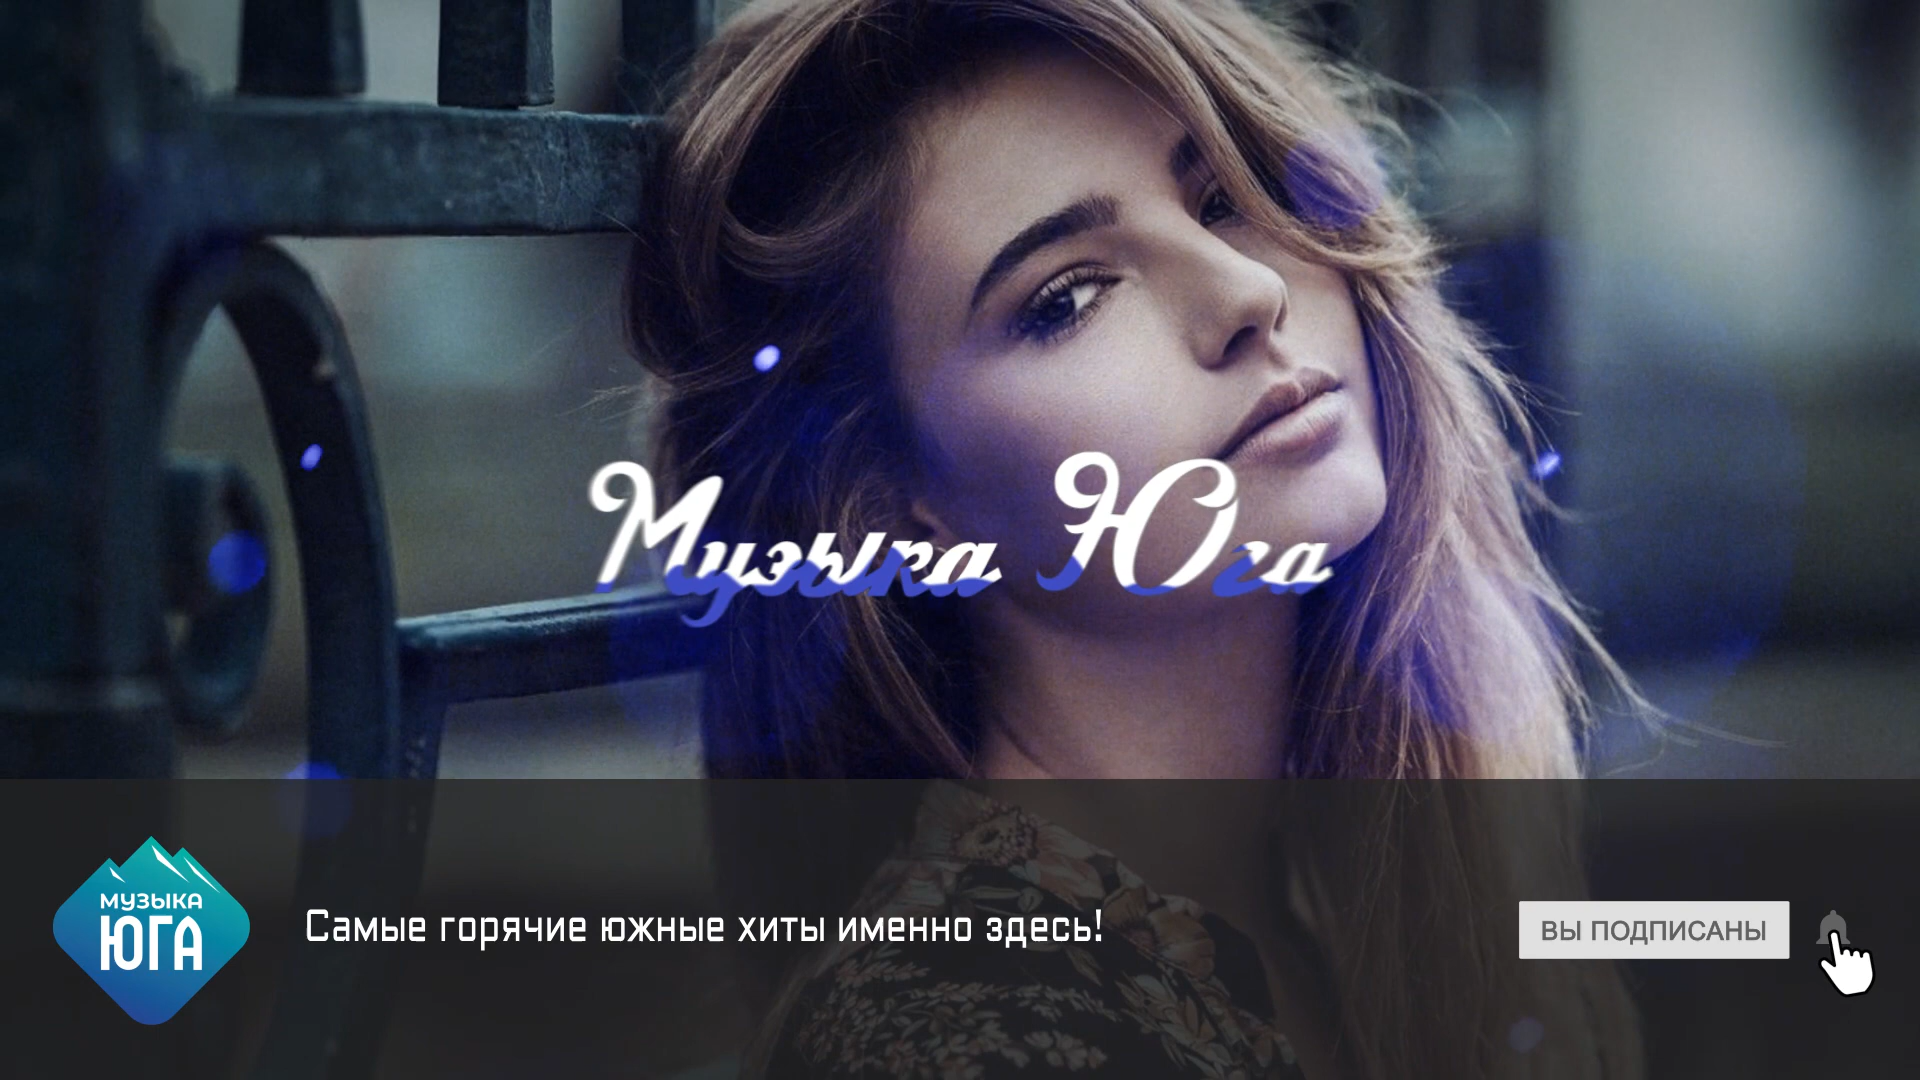 Музыка Юга
МУЗЫКА
ЮГА
Самые горячие южные хиты именно здесь!
ВЫ ПОДПИСАНЫ